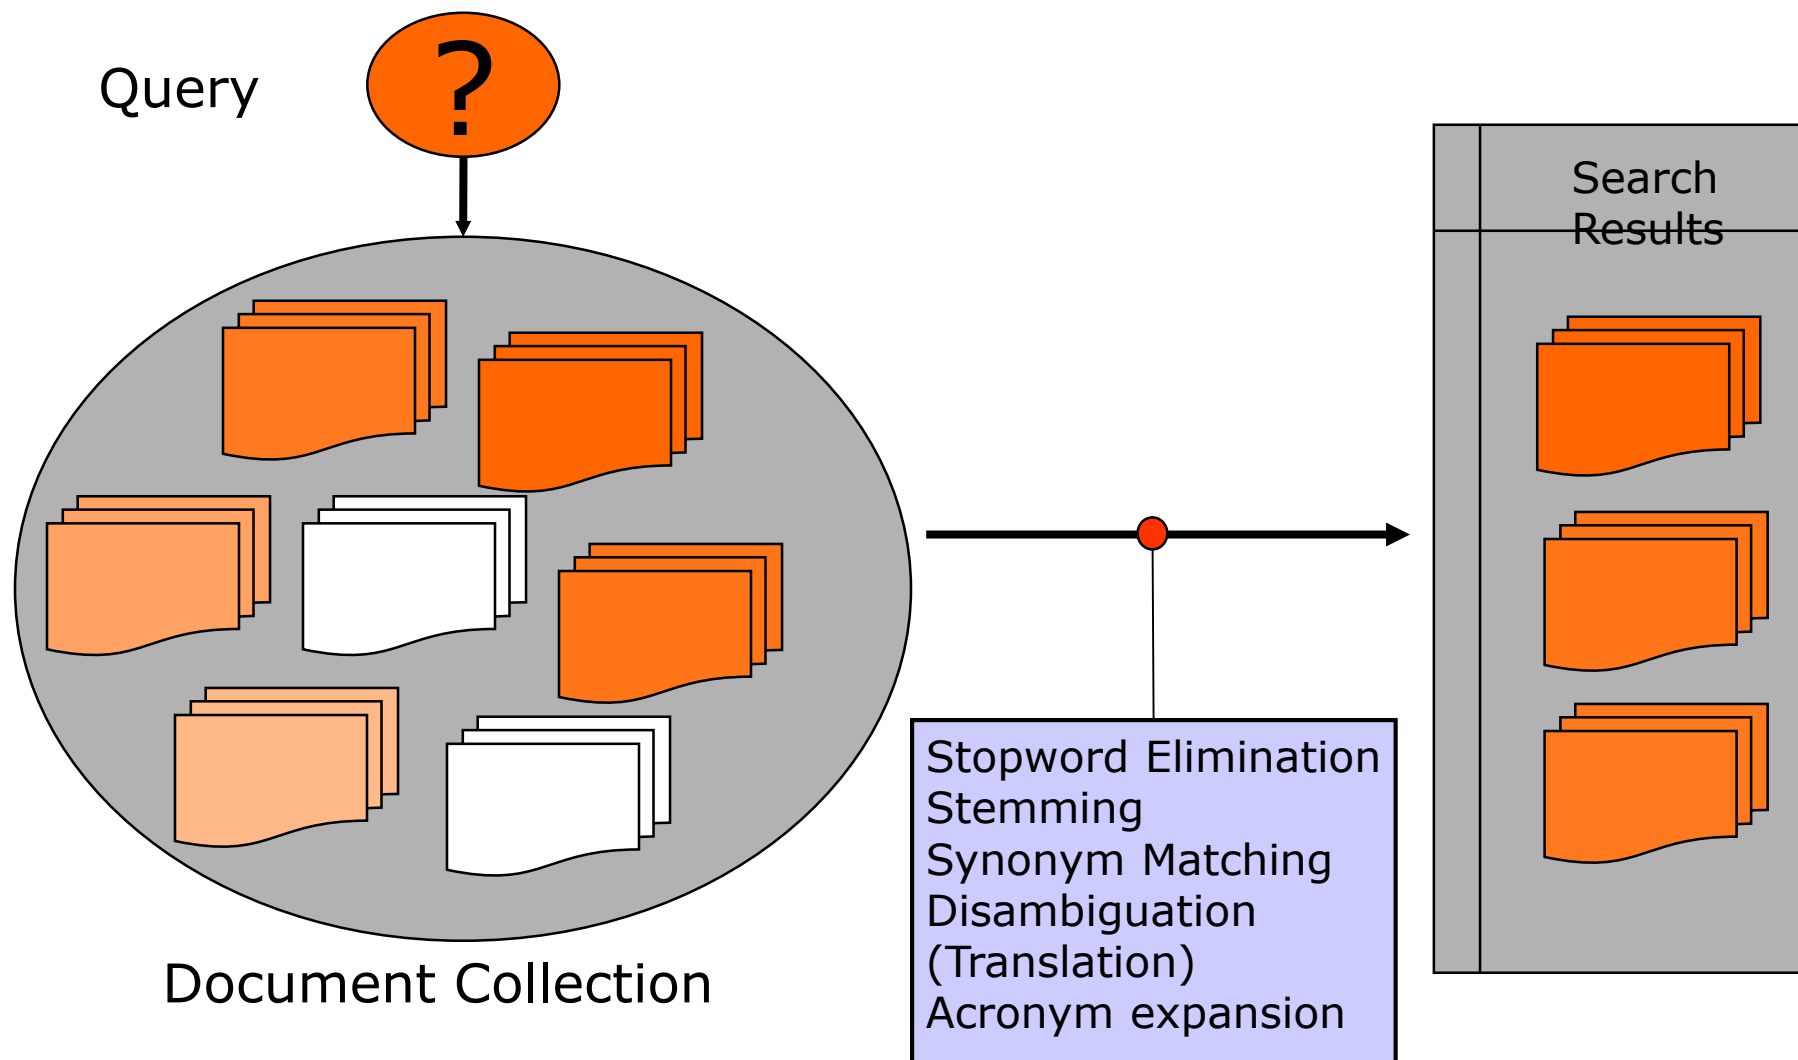 Query
?
Search
Results
Stopword Elimination
Stemming
Synonym Matching
Disambiguation
(Translation)
Acronym expansion
Document Collection